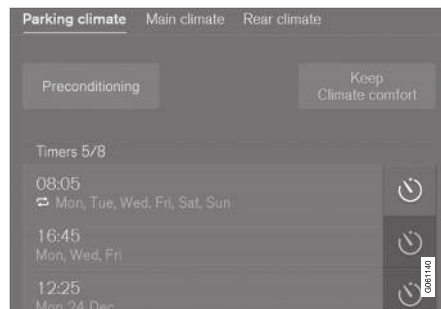 Parking climate Main climate Rear climate
Preconditioning
Keep
Climate comfort
Timers 5/8
08:05
Mon, Tue, Wed, Fri, Sat, Sun
16:45
Mon, Wed, Fri
12:25
Mon 24 Dec
G061140